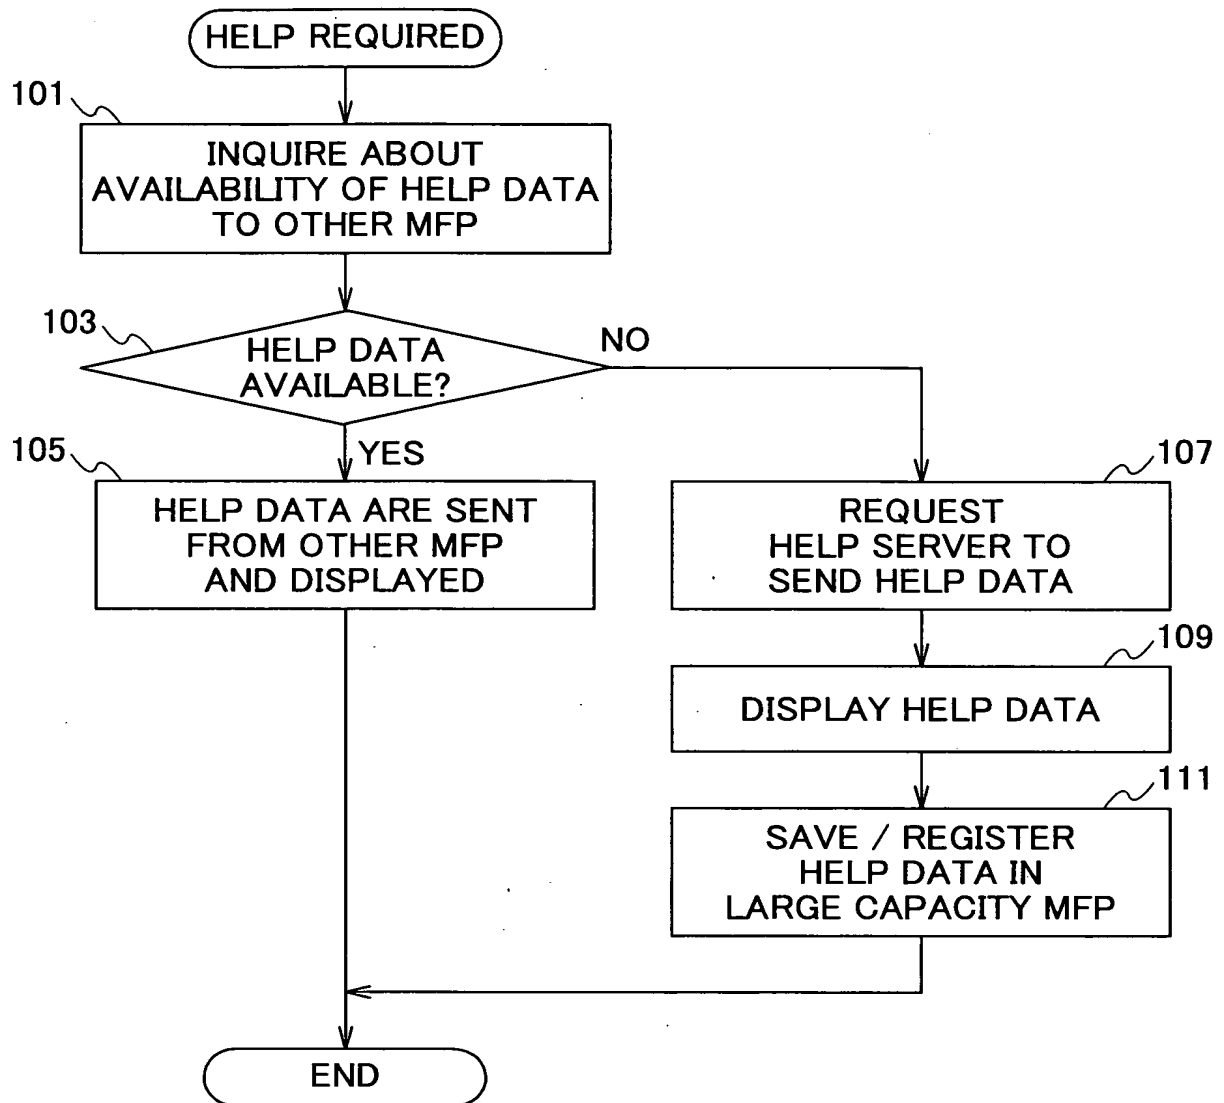 HELP REQUIRED
101
INQUIRE ABOUT
AVAILABILITY OF HELP DATA
TO OTHER MFP
103
HELP DATA
AVAILABLE?
NO
YES
105
HELP DATA ARE SENT
FROM OTHER MFP
AND DISPLAYED
107
REQUEST
HELP SERVER TO
SEND HELP DATA
109
DISPLAY HELP DATA
111
SAVE / REGISTER
HELP DATA IN
LARGE CAPACITY MFP
END